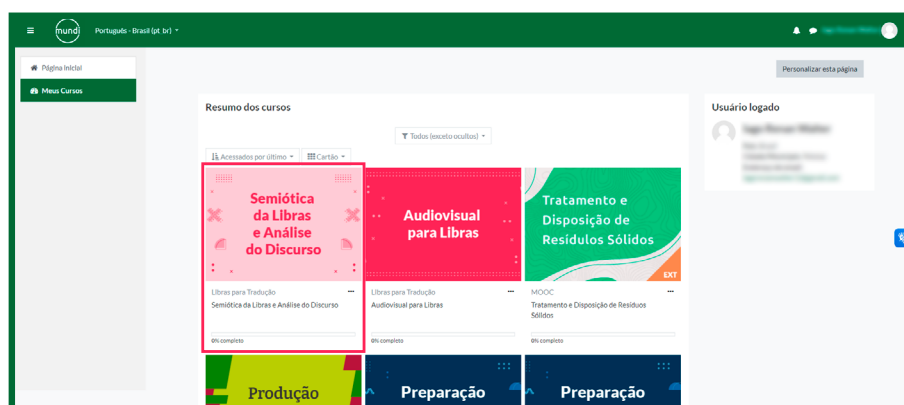 mundi
Português - Brasil (pt_br)
Página Inicial
Meus Cursos
Personalizar esta página
Resumo dos cursos
Todos (exceto ocultos)
Acessados por último
Cartão
Usuário logado
Semiótica
da Libras
e Análise
do Discurso
Libras para Tradução
Semiótica da Libras e Análise do Discurso
0% completo
Audiovisual
para Libras
Libras para Tradução
Audiovisual para Libras
0% completo
Tratamento e
Disposição de
Resídulos Sólidos
EXT
MOOC
Tratamento e Disposição de Resíduos
Sólidos
0% completo
Produção
Preparação
Preparação